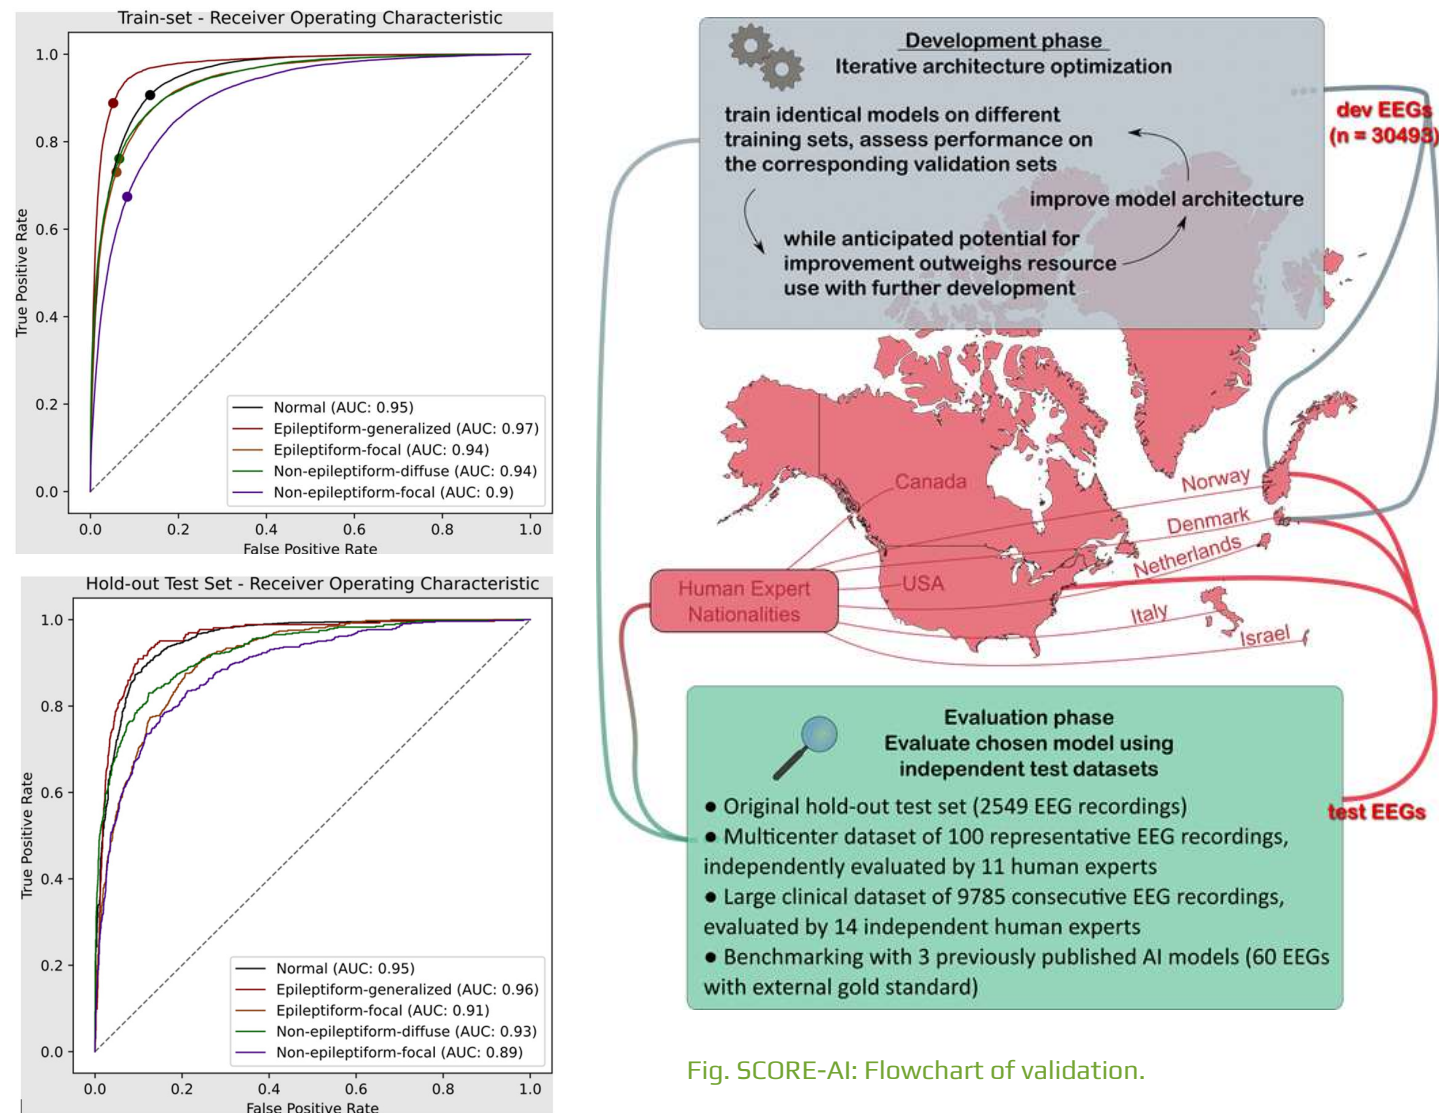 Train-set - Receiver Operating Characteristic
True Positive Rate
1.0
0.8
0.6
0.4
0.2
0.0
Normal (AUC: 0.95)
Epileptiform-generalized (AUC: 0.97)
Epileptiform-focal (AUC: 0.94)
Non-epileptiform-diffuse (AUC: 0.94)
Non-epileptiform-focal (AUC: 0.9)
0.0 0.2 0.4 0.6 0.8 1.0
False Positive Rate
Hold-out Test Set - Receiver Operating Characteristic
True Positive Rate
1.0
0.8
0.6
0.4
0.2
0.0
Normal (AUC: 0.95)
Epileptiform-generalized (AUC: 0.96)
Epileptiform-focal (AUC: 0.91)
Non-epileptiform-diffuse (AUC: 0.93)
Non-epileptiform-focal (AUC: 0.89)
0.0 0.2 0.4 0.6 0.8 1.0
False Positive Rate
Development phase
Iterative architecture optimization
train identical models on different
training sets, assess performance on
the corresponding validation sets
improve model architecture
while anticipated potential for
improvement outweighs resource
use with further development
dev EEGs
(n = 30493)
Canada
Norway
Denmark
Netherlands
USA
Italy
Israel
Human Expert
Nationalities
Evaluation phase
Evaluate chosen model using
independent test datasets
● Original hold-out test set (2549 EEG recordings)
● Multicenter dataset of 100 representative EEG recordings,
independently evaluated by 11 human experts
● Large clinical dataset of 9785 consecutive EEG recordings,
evaluated by 14 independent human experts
● Benchmarking with 3 previously published AI models (60 EEGs
with external gold standard)
test EEGs
Fig. SCORE-AI: Flowchart of validation.